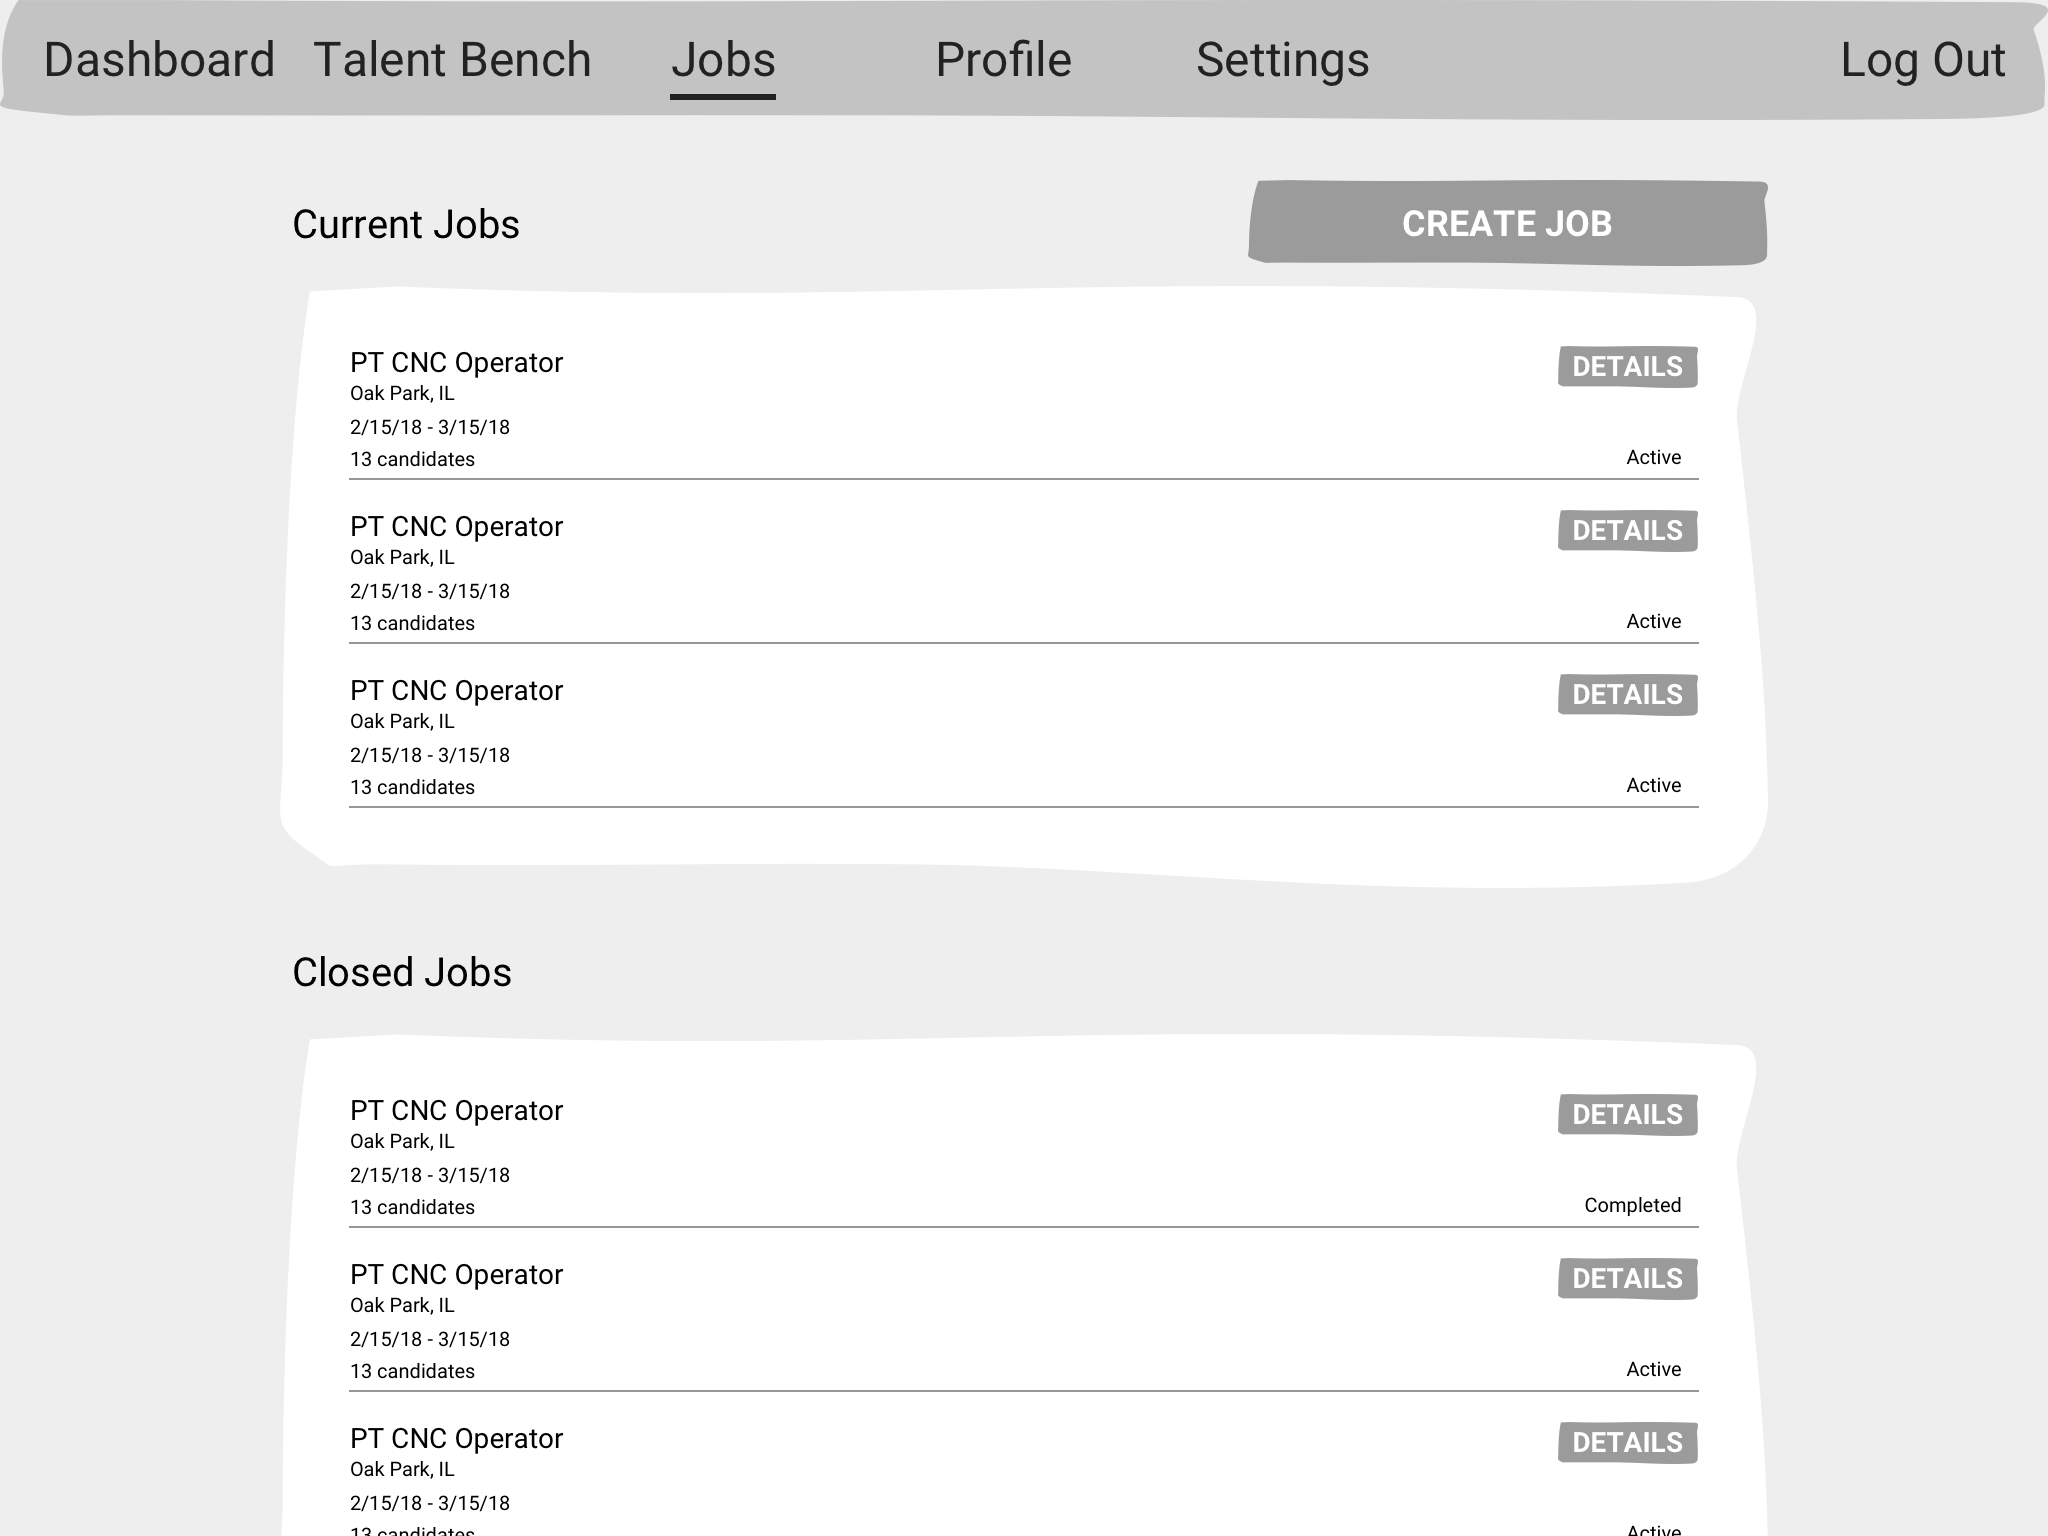 Dashboard Talent Bench Jobs Profile Settings Log Out
Current Jobs CREATE JOB
PT CNC Operator DETAILS
Oak Park, IL
2/15/18 - 3/15/18
13 candidates Active
PT CNC Operator DETAILS
Oak Park, IL
2/15/18 - 3/15/18
13 candidates Active
PT CNC Operator DETAILS
Oak Park, IL
2/15/18 - 3/15/18
13 candidates Active
Closed Jobs
PT CNC Operator DETAILS
Oak Park, IL
2/15/18 - 3/15/18
13 candidates Completed
PT CNC Operator DETAILS
Oak Park, IL
2/15/18 - 3/15/18
13 candidates Active
PT CNC Operator DETAILS
Oak Park, IL
2/15/18 - 3/15/18
13 candidates Active